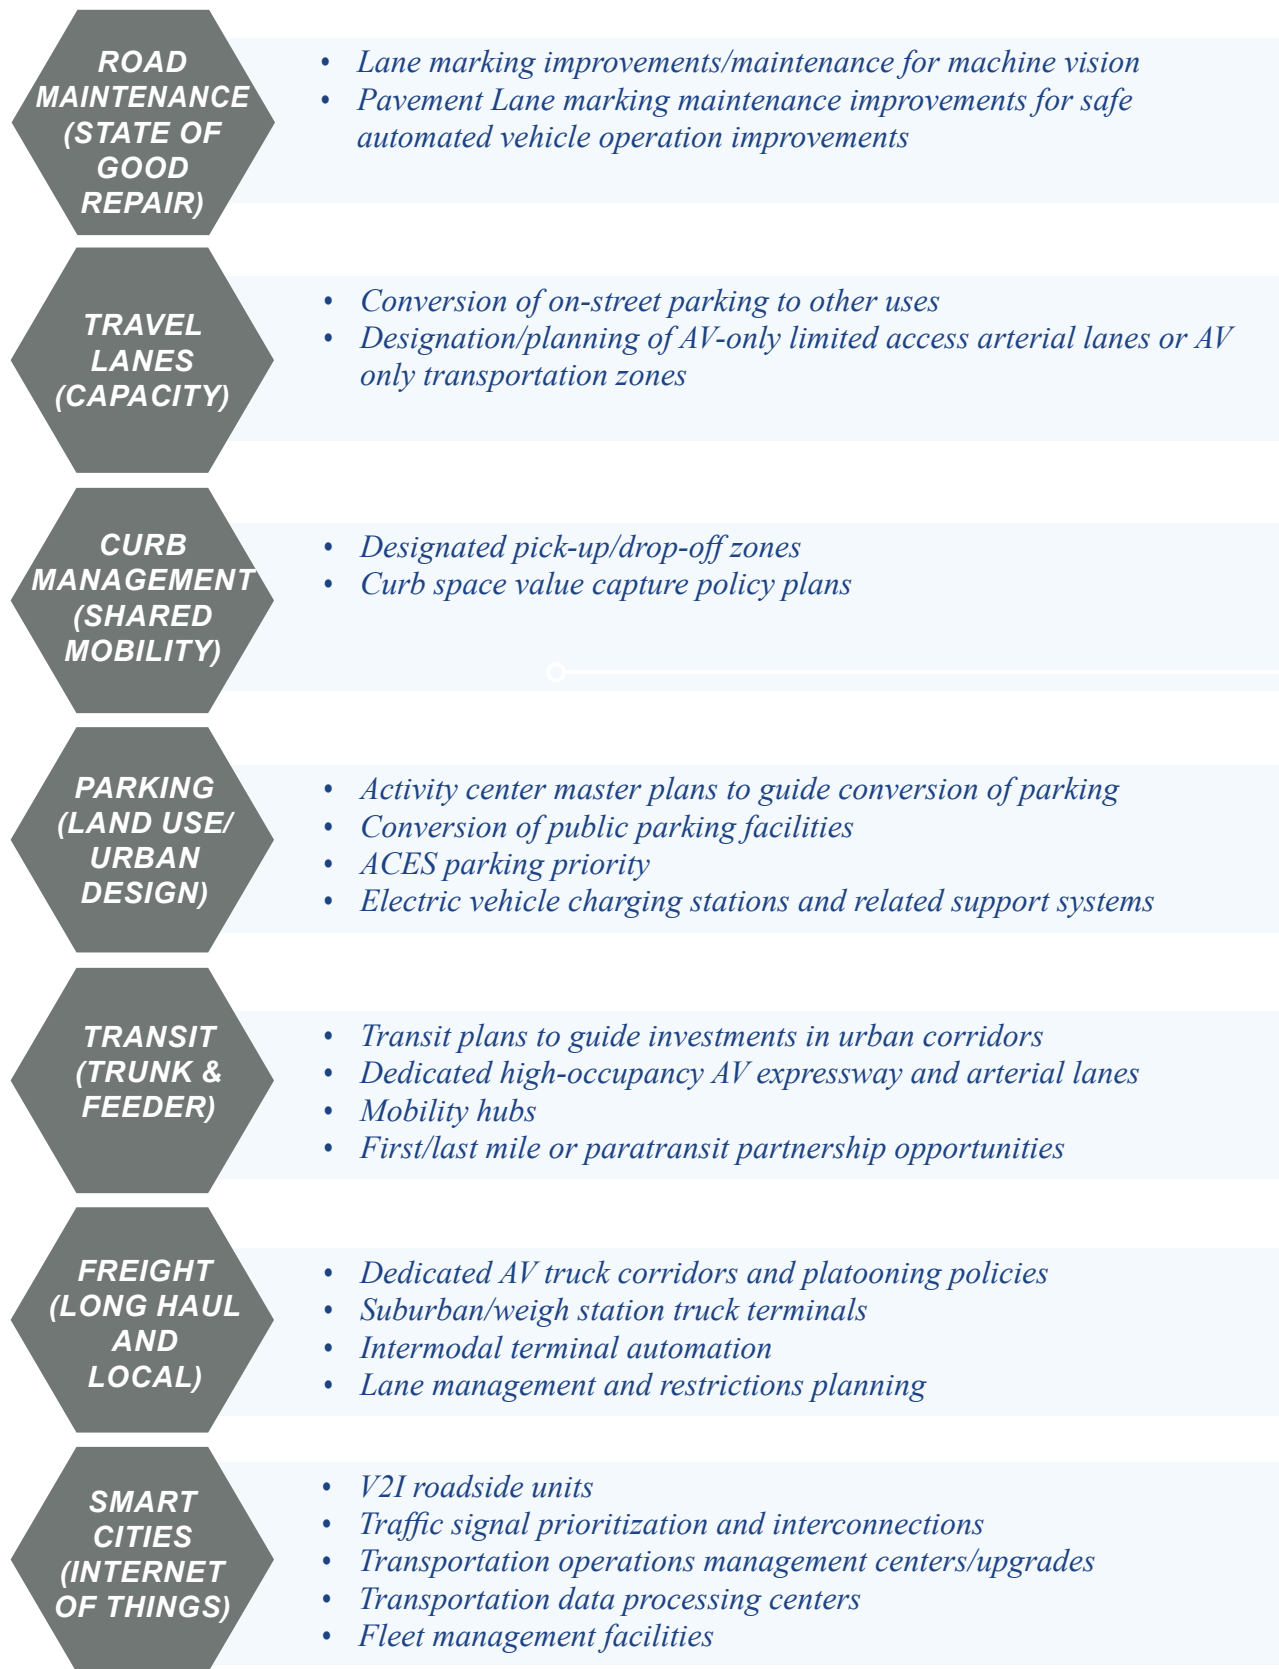 ROAD
MAINTENANCE
(STATE OF
GOOD
REPAIR)
• Lane marking improvements/maintenance for machine vision
• Pavement Lane marking maintenance improvements for safe
automated vehicle operation improvements
TRAVEL
LANES
(CAPACITY)
• Conversion of on-street parking to other uses
• Designation/planning of AV-only limited access arterial lanes or AV
only transportation zones
CURB
MANAGEMENT
(SHARED
MOBILITY)
• Designated pick-up/drop-off zones
• Curb space value capture policy plans
PARKING
(LAND USE/
URBAN
DESIGN)
• Activity center master plans to guide conversion of parking
• Conversion of public parking facilities
• ACES parking priority
• Electric vehicle charging stations and related support systems
TRANSIT
(TRUNK &
FEEDER)
• Transit plans to guide investments in urban corridors
• Dedicated high-occupancy AV expressway and arterial lanes
• Mobility hubs
• First/last mile or paratransit partnership opportunities
FREIGHT
(LONG HAUL
AND
LOCAL)
• Dedicated AV truck corridors and platooning policies
• Suburban/weigh station truck terminals
• Intermodal terminal automation
• Lane management and restrictions planning
SMART
CITIES
(INTERNET
OF THINGS)
• V2I roadside units
• Traffic signal prioritization and interconnections
• Transportation operations management centers/upgrades
• Transportation data processing centers
• Fleet management facilities